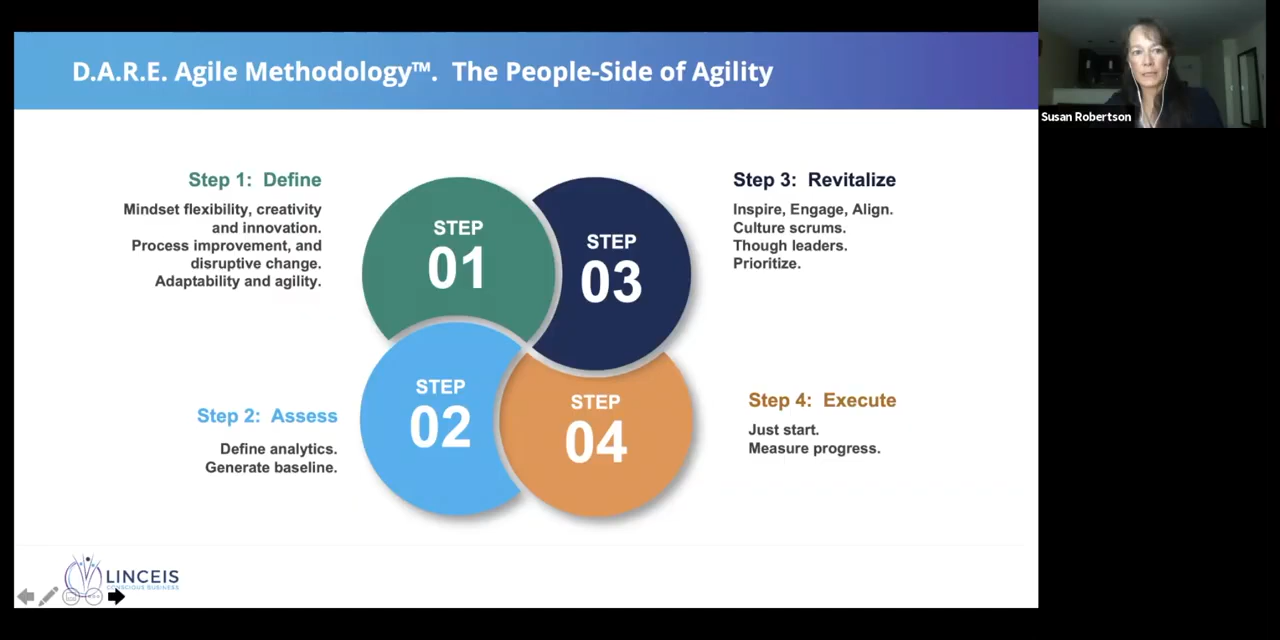 D.A.R.E. Agile Methodology™. The People-Side of Agility
Susan Robertson
Step 1: Define
Mindset flexibility, creativity
and innovation.
Process improvement, and
disruptive change.
Adaptability and agility.
STEP
01
STEP
03
Step 3: Revitalize
Inspire, Engage, Align.
Culture scrums.
Though leaders.
Prioritize.
Step 2: Assess
Define analytics.
Generate baseline.
STEP
02
STEP
04
Step 4: Execute
Just start.
Measure progress.
LINCEIS
CONSCIOUS BUSINESS